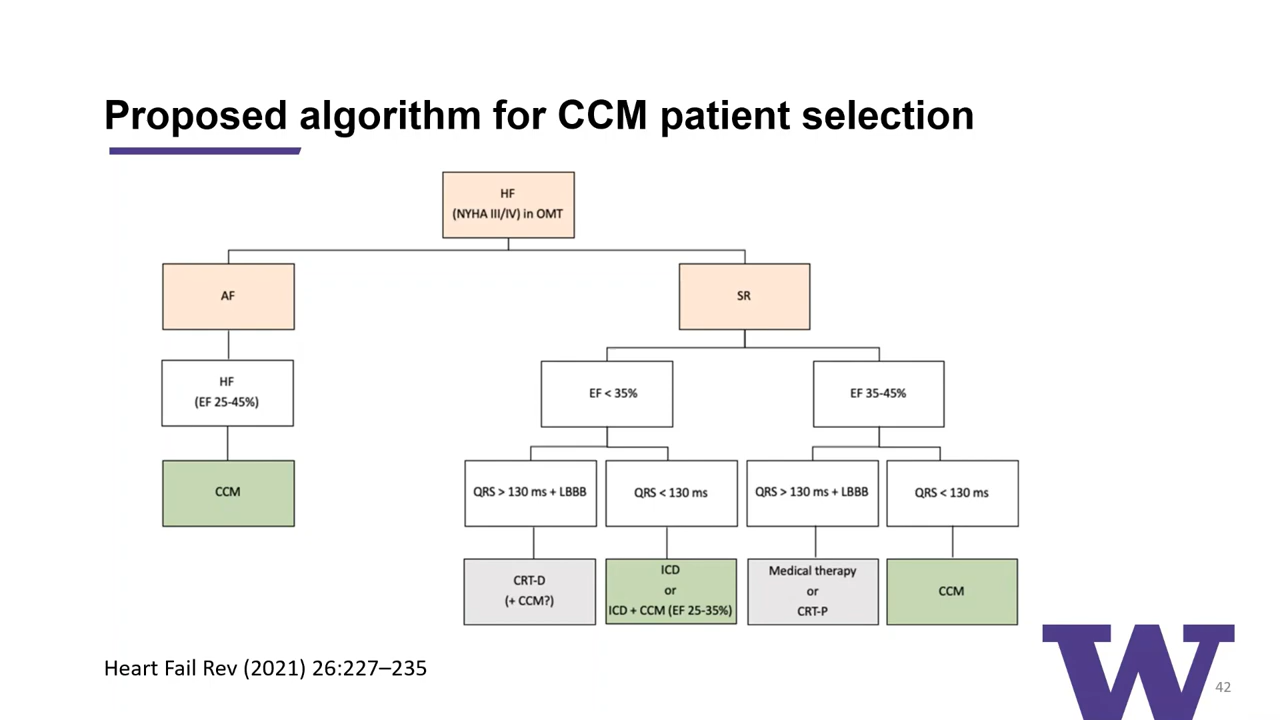 Proposed algorithm for CCM patient selection
HF
(NYHA III/IV) in OMT
AF
SR
HF
(EF 25-45%)
EF < 35%
EF 35-45%
CCM
QRS > 130 ms + LBBB
QRS < 130 ms
QRS > 130 ms + LBBB
QRS < 130 ms
CRT-D
(+ CCM?)
ICD
or
ICD + CCM (EF 25-35%)
Medical therapy
or
CRT-P
CCM
Heart Fail Rev (2021) 26:227–235
W
42